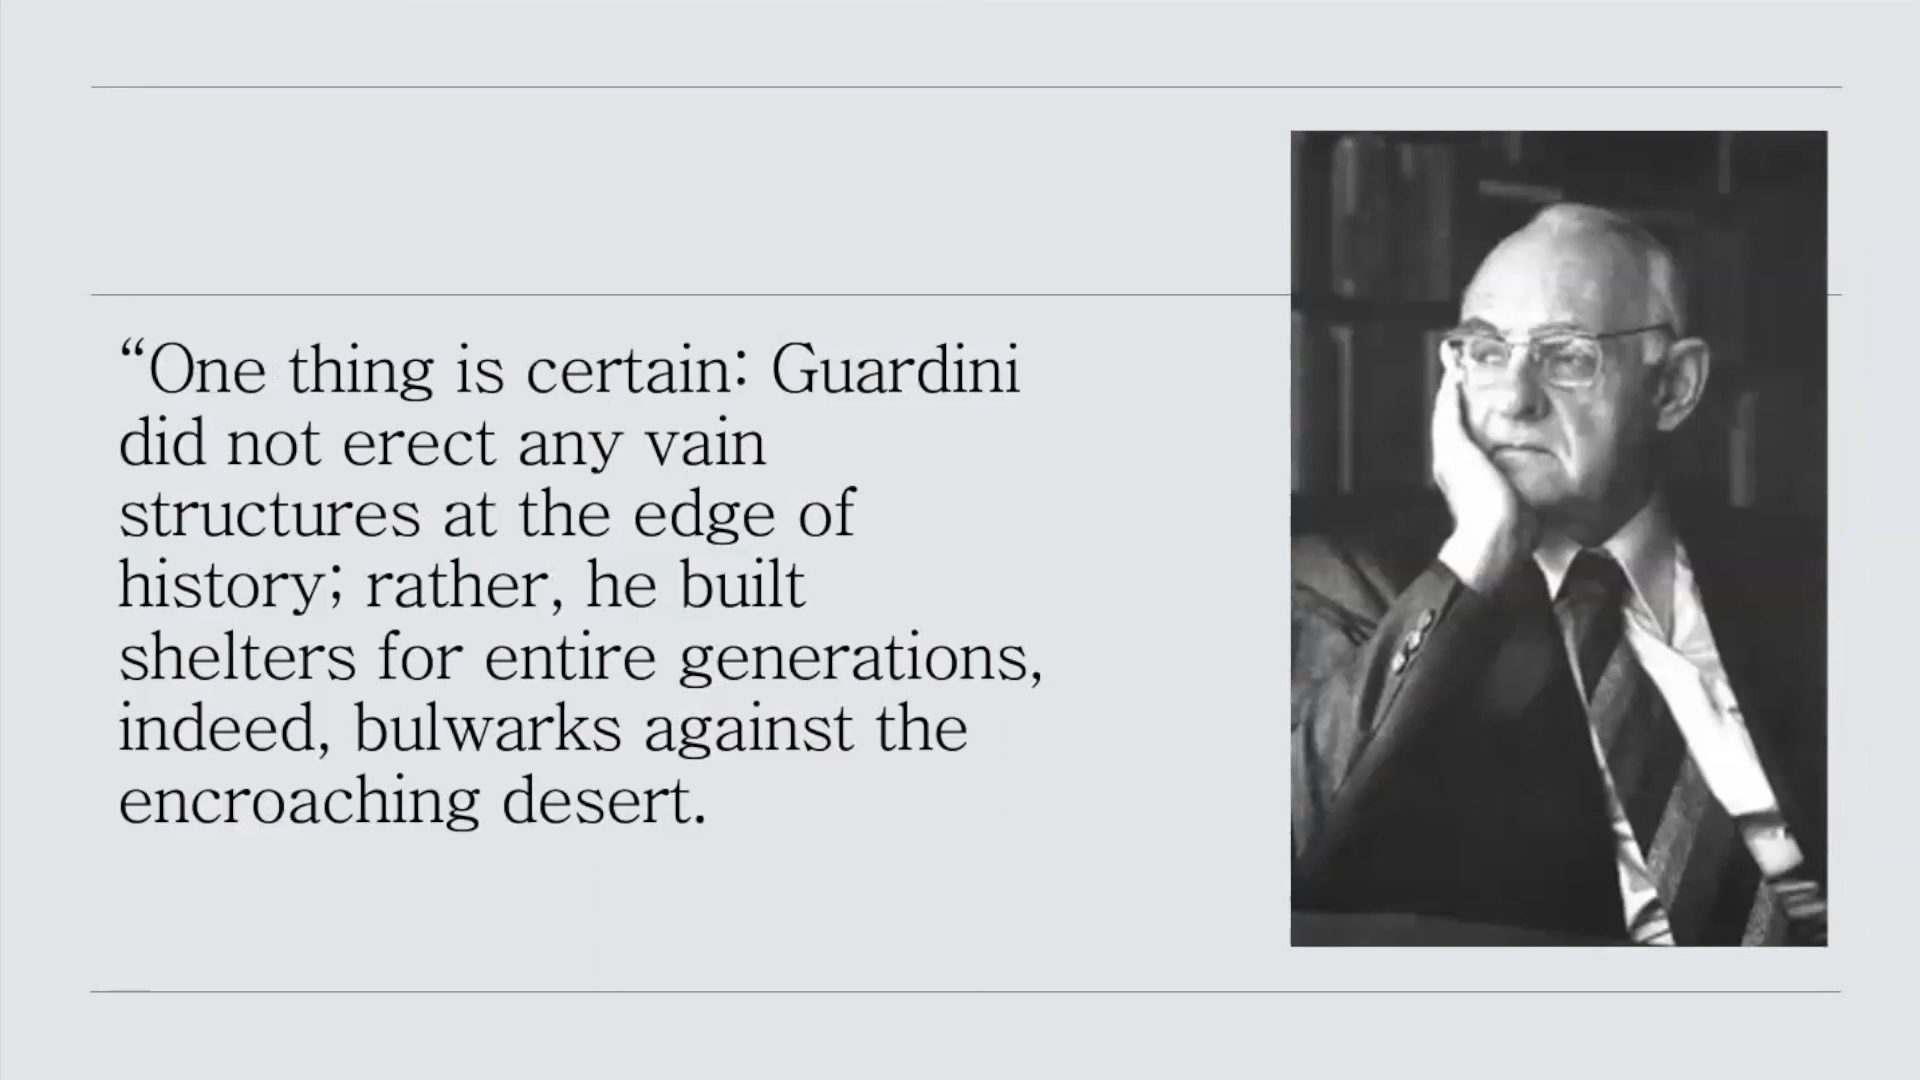 “One thing is certain: Guardini
did not erect any vain
structures at the edge of
history; rather, he built
shelters for entire generations,
indeed, bulwarks against the
encroaching desert.